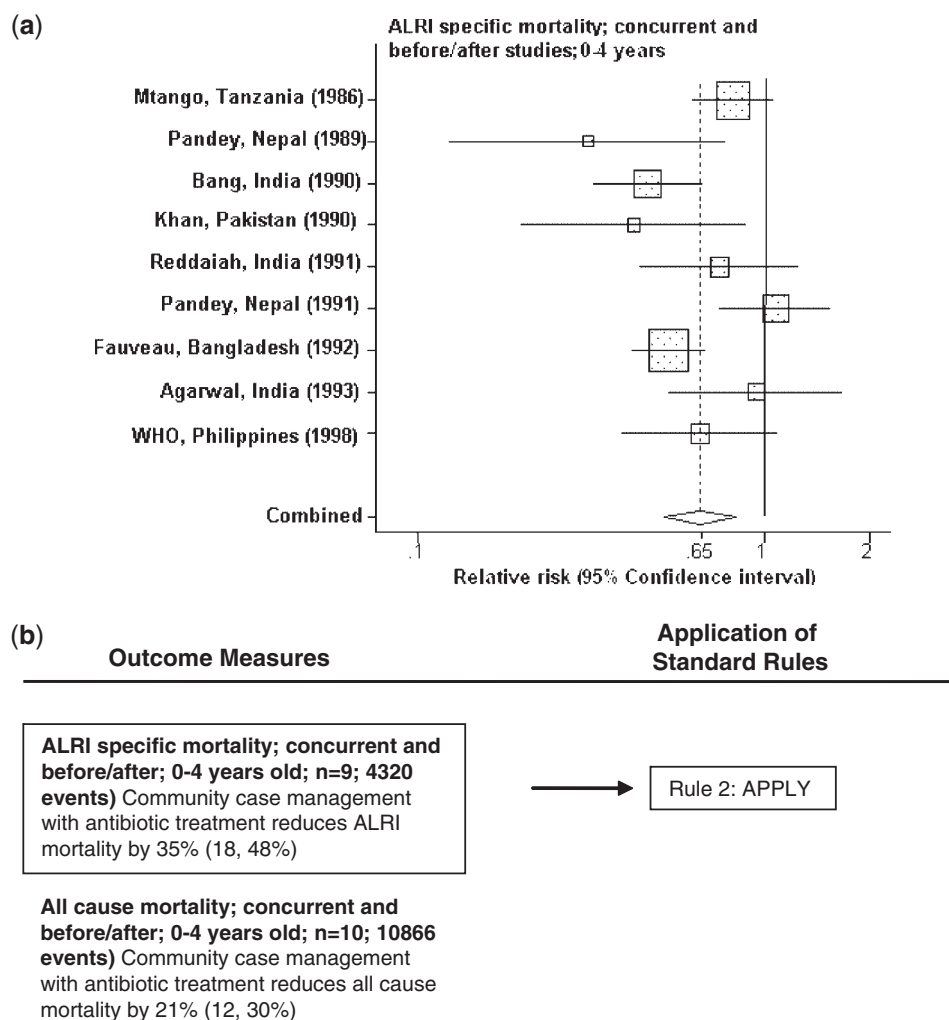 (a)
ALRI specific mortality; concurrent and
before/after studies;0-4 years
Mtango, Tanzania (1986)
Pandey, Nepal (1989)
Bang, India (1990)
Khan, Pakistan (1990)
Reddaiah, India (1991)
Pandey, Nepal (1991)
Fauveau, Bangladesh (1992)
Agarwal, India (1993)
WHO, Philippines (1998)
Combined
.1 .65 1 2
Relative risk (95% Confidence interval)
(b)
Outcome Measures
Application of
Standard Rules
ALRI specific mortality; concurrent and
before/after; 0-4 years old; n=9; 4320
events) Community case management
with antibiotic treatment reduces ALRI
mortality by 35% (18, 48%)
Rule 2: APPLY
All cause mortality; concurrent and
before/after; 0-4 years old; n=10; 10866
events) Community case management
with antibiotic treatment reduces all cause
mortality by 21% (12, 30%)